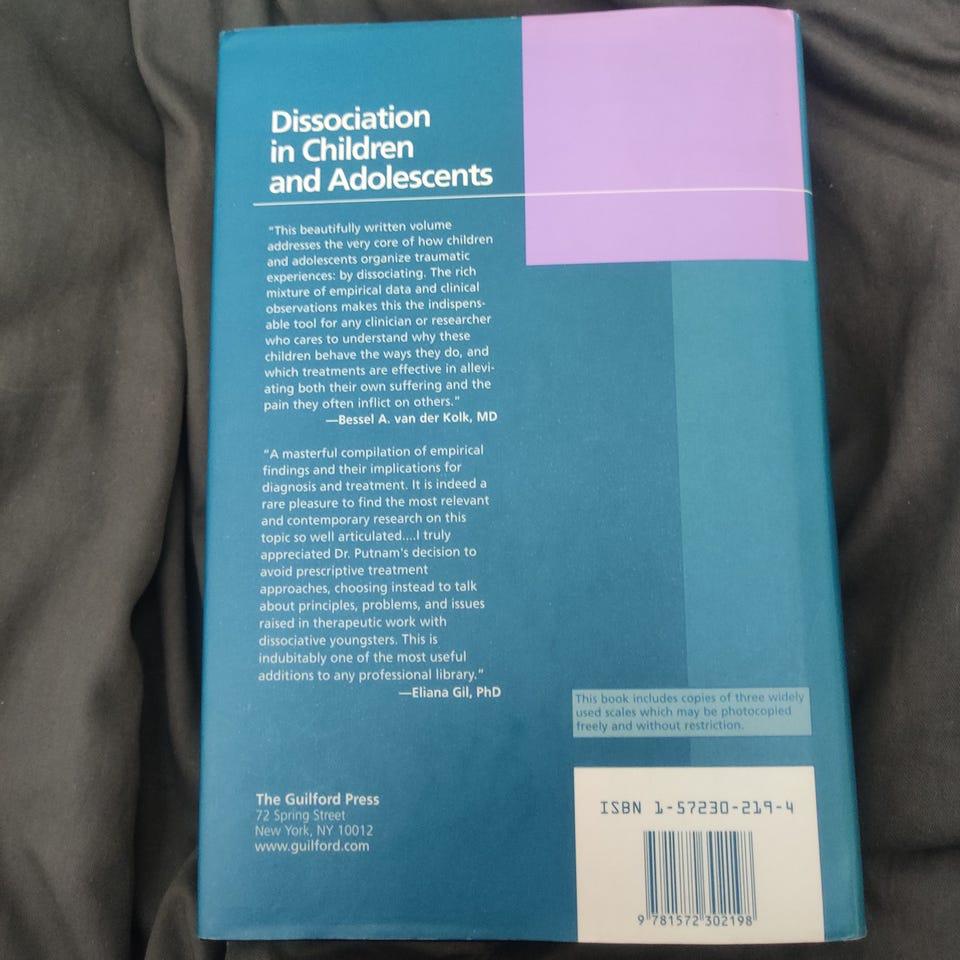 Dissociation
in Children
and Adolescents
"This beautifully written volume
addresses the very core of how children
and adolescents organize traumatic
experiences: by dissociating. The rich
mixture of empirical data and clinical
observations makes this the indispens-
able tool for any clinician or researcher
who cares to understand why these
children behave the ways they do, and
which treatments are effective in allevi-
ating both their own suffering and the
pain they often inflict on others."
—Bessel A. van der Kolk, MD
"A masterful compilation of empirical
findings and their implications for
diagnosis and treatment. It is indeed a
rare pleasure to find the most relevant
and contemporary research on this
topic so well articulated....I truly
appreciated Dr. Putnam's decision to
avoid prescriptive treatment
approaches, choosing instead to talk
about principles, problems, and issues
raised in therapeutic work with
dissociative youngsters. This is
indubitably one of the most useful
additions to any professional library."
—Eliana Gil, PhD
This book includes copies of three widely
used scales which may be photocopied
freely and without restriction.
The Guilford Press
72 Spring Street
New York, NY 10012
www.guilford.com
ISBN 1-57230-219-4
9 781572 302198